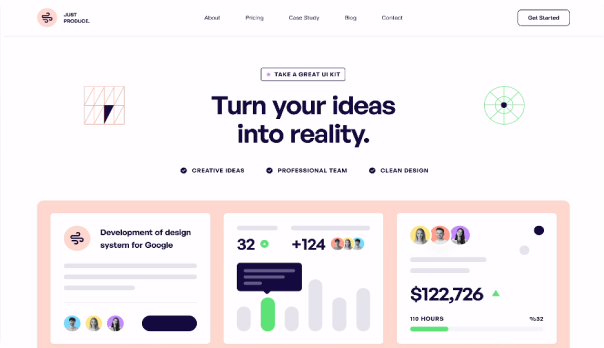 JUST
PRODUCE.
About
Pricing
Case Study
Blog
Contact
Get Started
TAKE A GREAT UI KIT
Turn your ideas
into reality.
CREATIVE IDEAS
PROFESSIONAL TEAM
CLEAN DESIGN
Development of design
system for Google
32
+124
$122,726
110 HOURS
%32